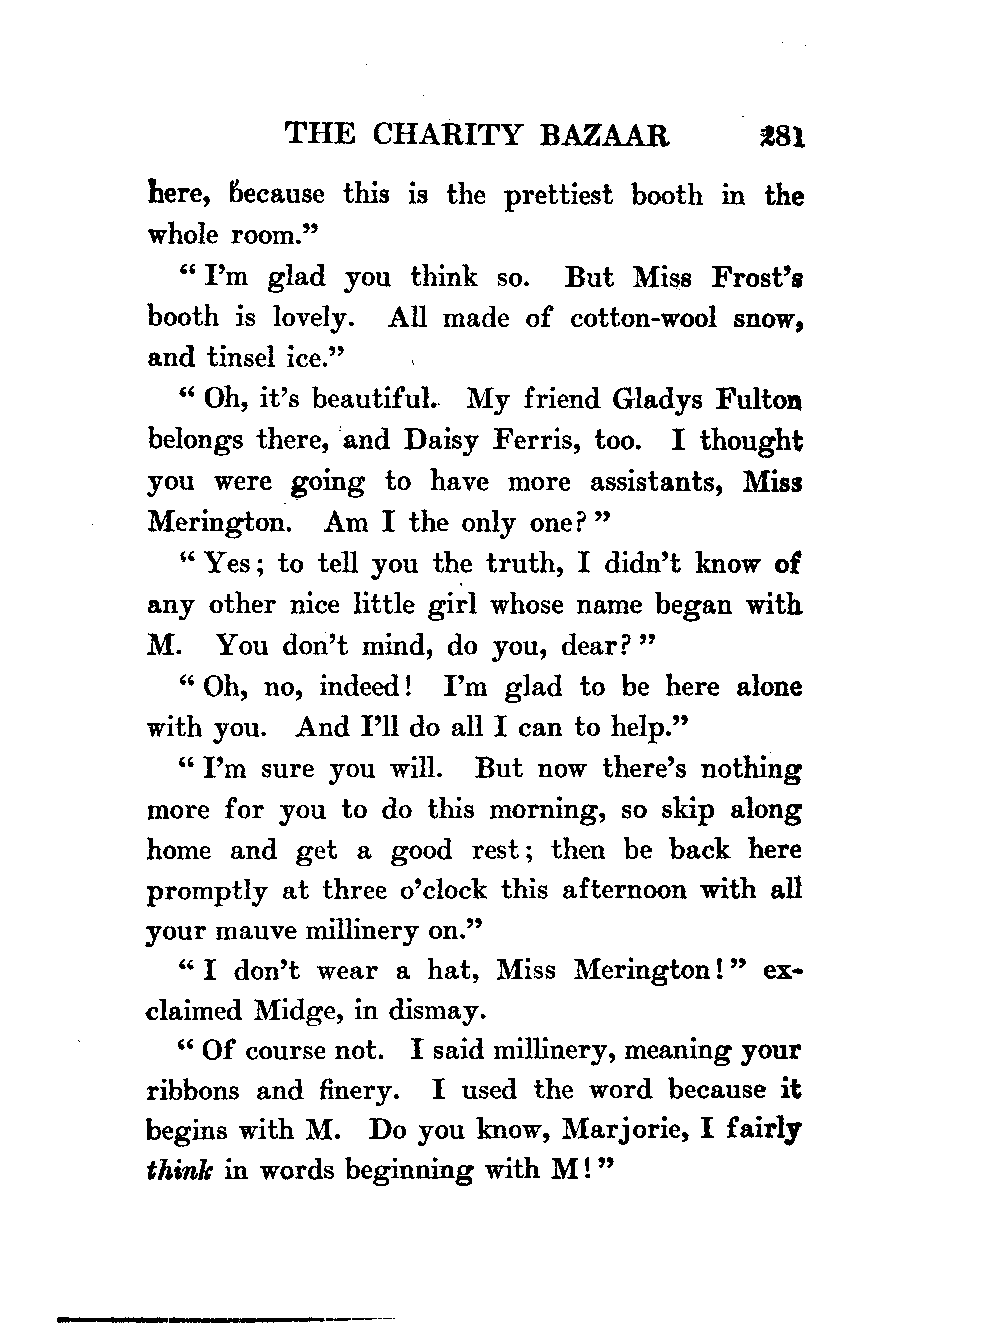 THE CHARITY BAZAAR 281
here, because this is the prettiest booth in the
whole room.”
“ I’m glad you think so. But Miss Frost’s
booth is lovely. All made of cotton-wool snow,
and tinsel ice.”
“ Oh, it’s beautiful. My friend Gladys Fulton
belongs there, and Daisy Ferris, too. I thought
you were going to have more assistants, Miss
Merington. Am I the only one? ”
“ Yes; to tell you the truth, I didn’t know of
any other nice little girl whose name began with
M. You don’t mind, do you, dear? ”
“ Oh, no, indeed! I’m glad to be here alone
with you. And I’ll do all I can to help.”
“ I’m sure you will. But now there’s nothing
more for you to do this morning, so skip along
home and get a good rest; then be back here
promptly at three o’clock this afternoon with all
your mauve millinery on.”
“ I don’t wear a hat, Miss Merington! ” ex-
claimed Midge, in dismay.
“ Of course not. I said millinery, meaning your
ribbons and finery. I used the word because it
begins with M. Do you know, Marjorie, I fairly
think in words beginning with M! ”